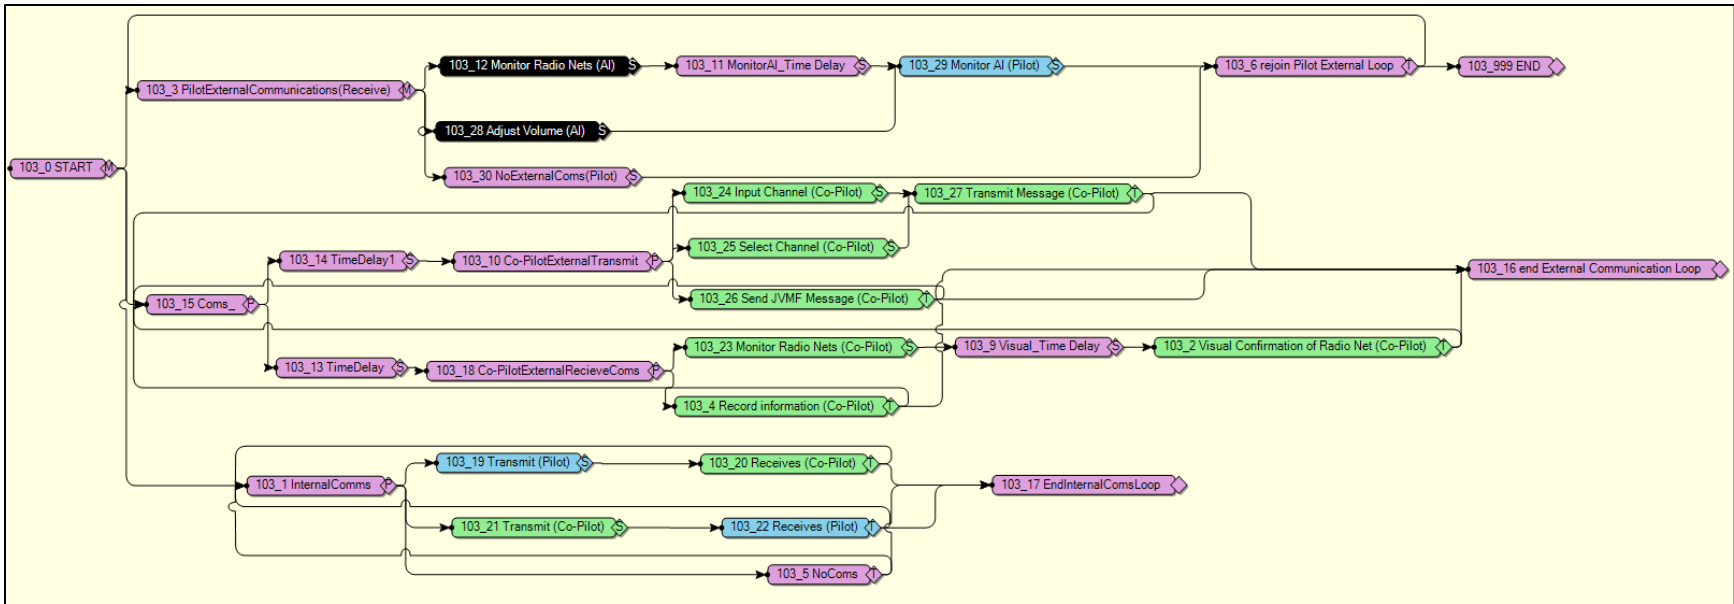 103_12 Monitor Radio Nets (AI) S
103_11 MonitorAI_Time Delay S
103_29 Monitor AI (Pilot) S
103_6 rejoin Pilot External Loop T
103_999 END
103_3 PilotExternalCommunications(Receive) M
103_28 Adjust Volume (AI) S
103_0 START M
103_30 NoExternalComs(Pilot) S
103_24 Input Channel (Co-Pilot) S
103_27 Transmit Message (Co-Pilot) T
103_25 Select Channel (Co-Pilot) S
103_14 TimeDelay1 S
103_10 Co-PilotExternalTransmit P
103_16 end External Communication Loop
103_15 Coms_ P
103_26 Send JVMF Message (Co-Pilot) T
103_23 Monitor Radio Nets (Co-Pilot) S
103_9 Visual_Time Delay S
103_2 Visual Confirmation of Radio Net (Co-Pilot) T
103_13 TimeDelay S
103_18 Co-PilotExternalRecieveComs P
103_4 Record information (Co-Pilot) T
103_19 Transmit (Pilot) S
103_20 Receives (Co-Pilot) T
103_1 InternalComms P
103_17 EndInternalComsLoop
103_21 Transmit (Co-Pilot) S
103_22 Receives (Pilot) T
103_5 NoComs T